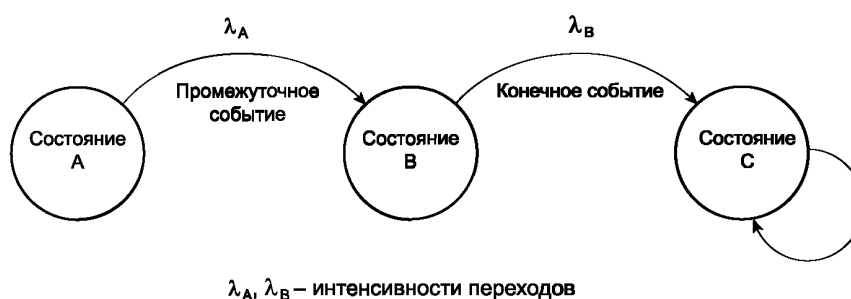 λA
λB
Промежуточное
событие
Конечное событие
Состояние
A
Состояние
B
Состояние
C
λA, λB – интенсивности переходов